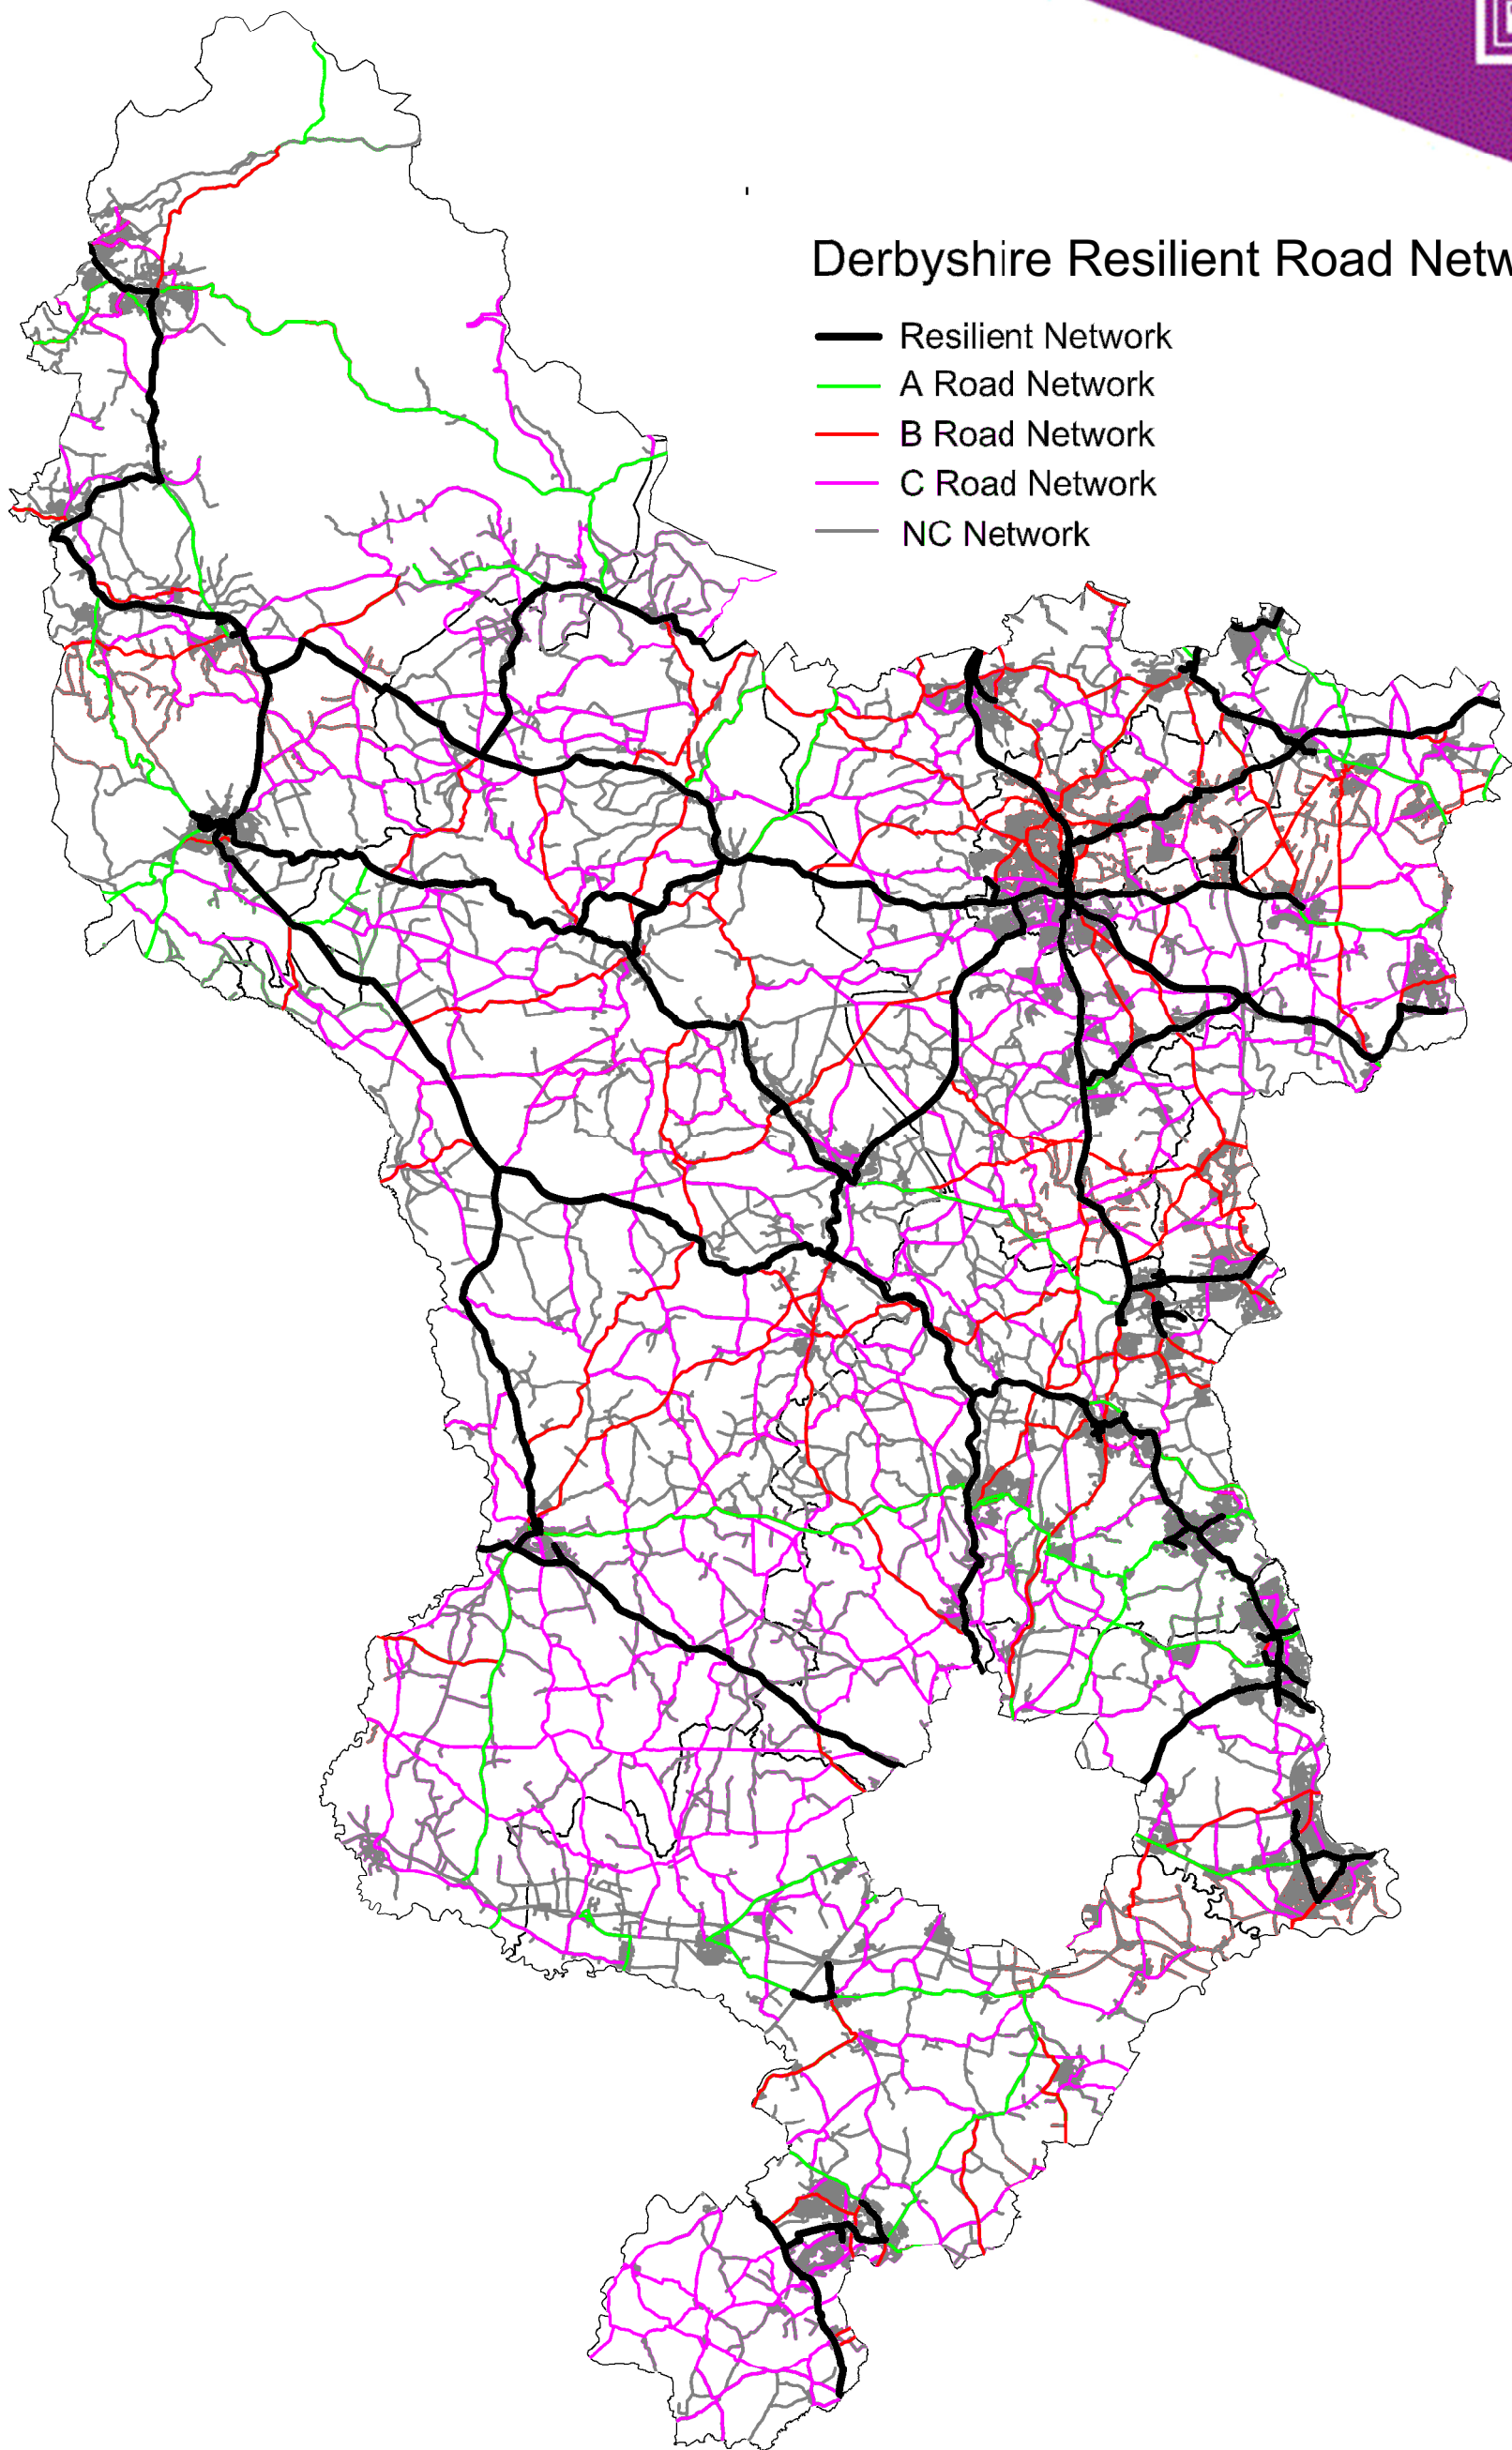 Derbyshire Resilient Road Netw
Resilient Network
A Road Network
B Road Network
C Road Network
NC Network